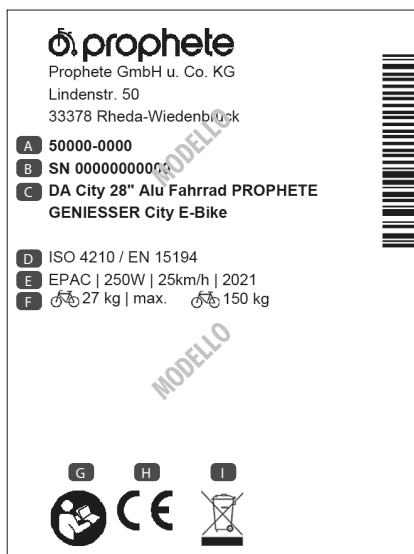 prophete
Prophete GmbH u. Co. KG
Lindenstr. 50
33378 Rheda-Wiedenbrück
A 50000-0000
B SN 00000000000
C DA City 28" Alu Fahrrad PROPHETE
GENIESSER City E-Bike
MODELLO
D ISO 4210 / EN 15194
E EPAC | 250W | 25km/h | 2021
F 27 kg | max. 150 kg
MODELLO
G H I
CE